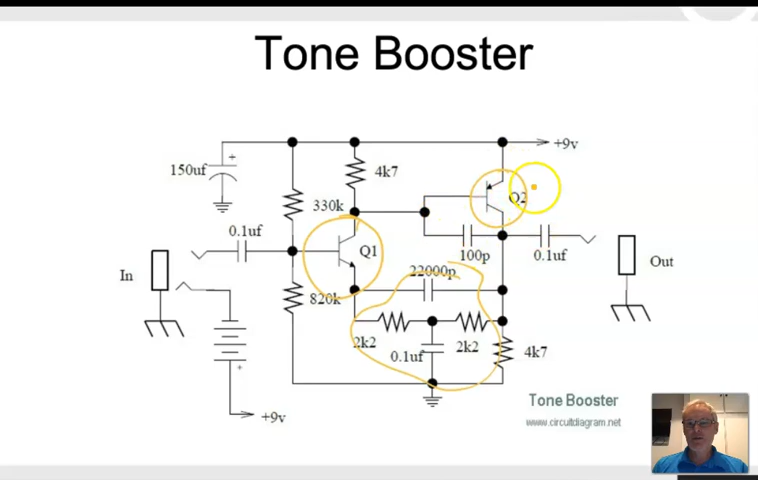 Tone Booster
+9v
150uf
+
4k7
Q2
330k
0.1uf
Q1
100p
0.1uf
In
22000p
Out
820k
2k2
0.1uf
2k2
4k7
+
+9v
Tone Booster
www.circuitdiagram.net